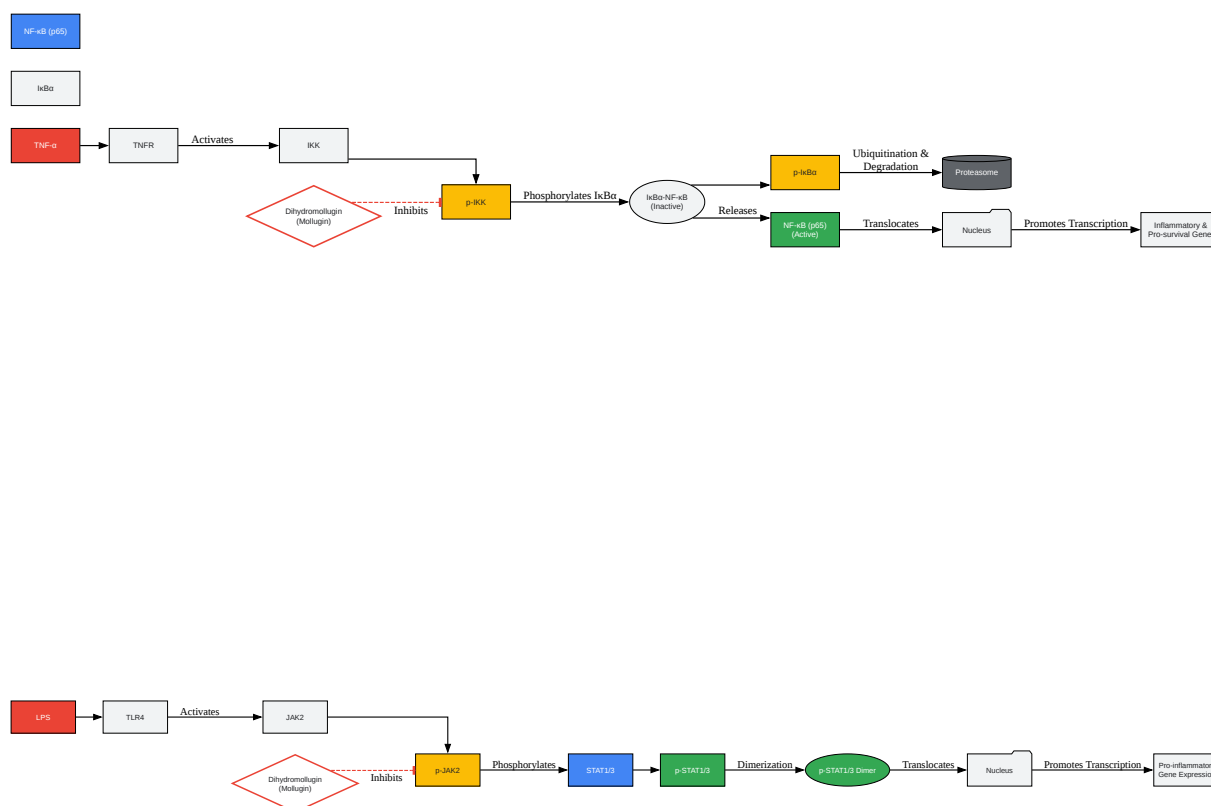 NF-κB (p65)
IκBα
TNF-α
TNFR
Activates
IKK
Dihydromollugin
(Mollugin)
Inhibits
p-IKK
Phosphorylates IκBα
IκBα-NF-κB
(Inactive)
p-IκBα
Ubiquitination &
Degradation
Proteasome
Releases
NF-κB (p65)
(Active)
Translocates
Nucleus
Promotes Transcription
Inflammatory &
Pro-survival Gene
LPS
TLR4
Activates
JAK2
Dihydromollugin
(Mollugin)
Inhibits
p-JAK2
Phosphorylates
STAT1/3
p-STAT1/3
Dimerization
p-STAT1/3 Dimer
Translocates
Nucleus
Promotes Transcription
Pro-inflammator
Gene Expressio